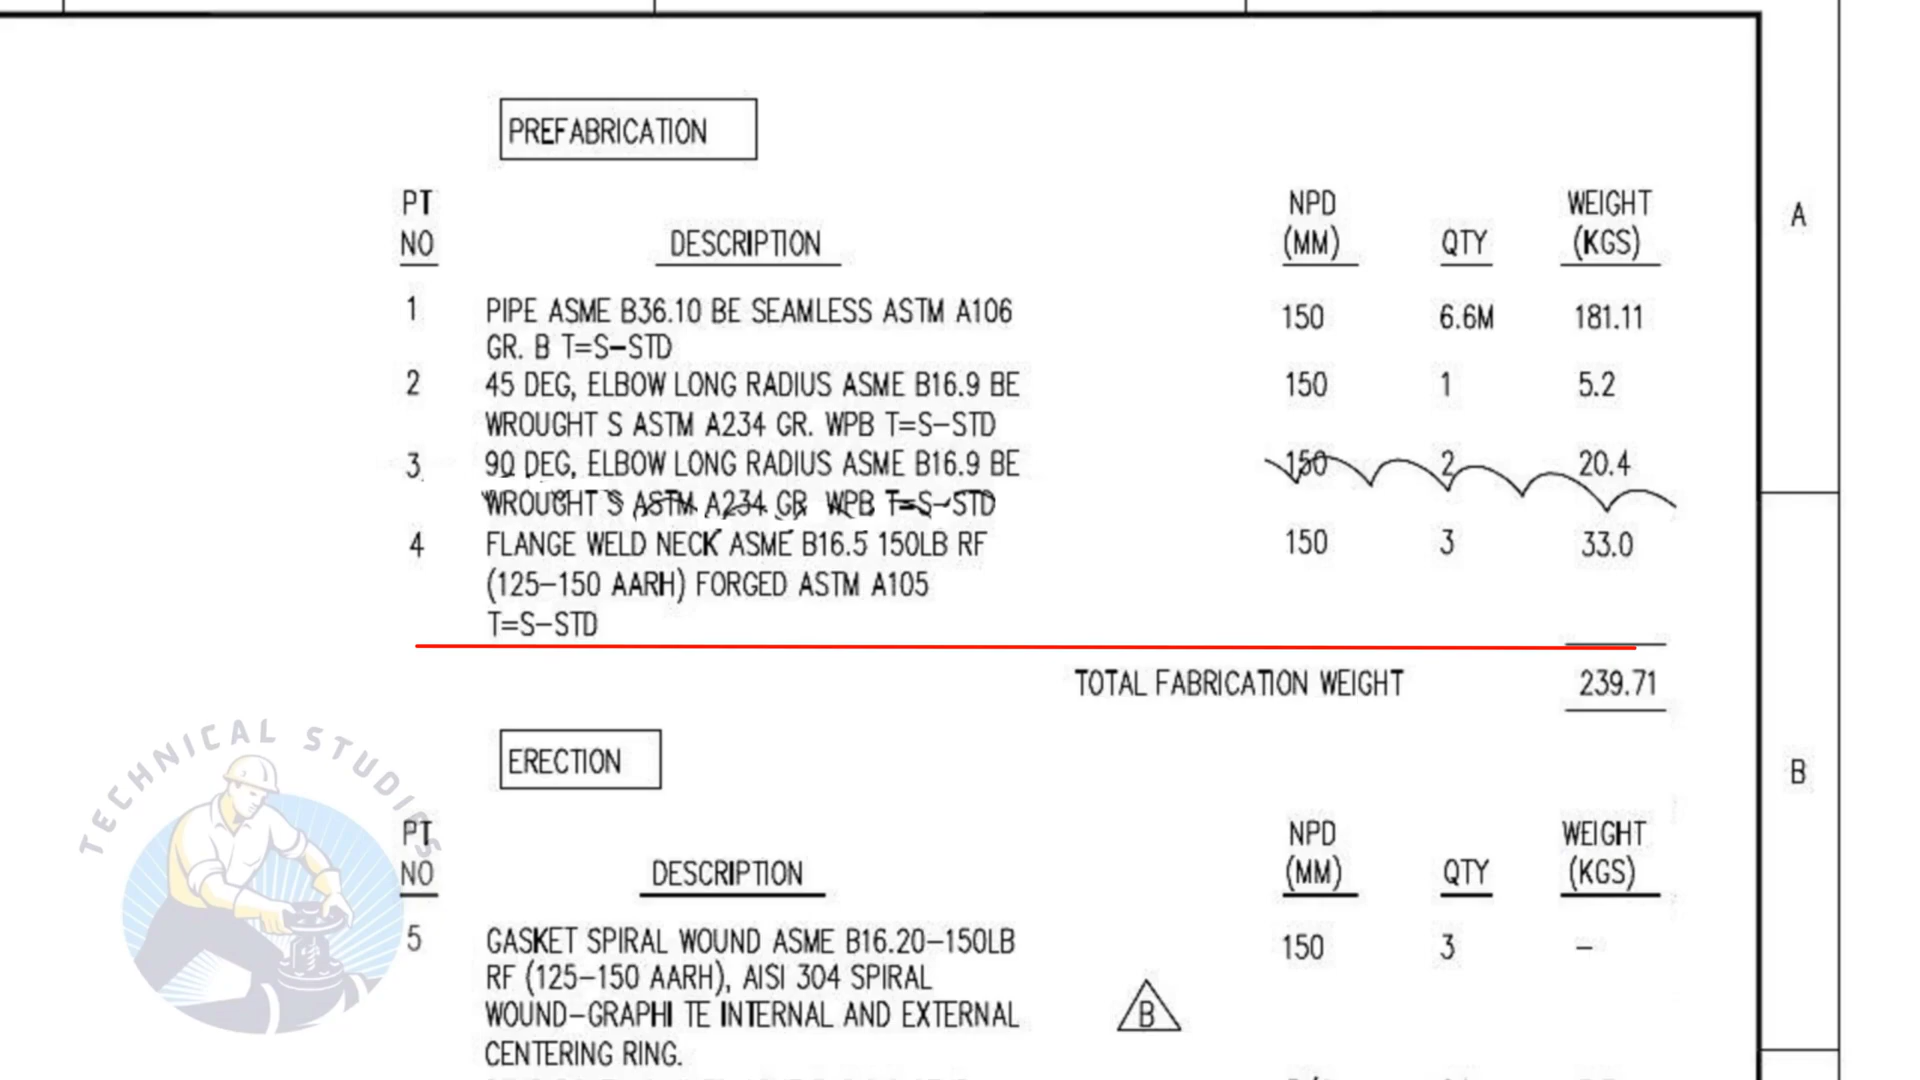 PREFABRICATION
PT NO DESCRIPTION NPD (MM) QTY WEIGHT (KGS) A
1 PIPE ASME B36.10 BE SEAMLESS ASTM A106 150 6.6M 181.11
GR. B T=S-STD
2 45 DEG, ELBOW LONG RADIUS ASME B16.9 BE 150 1 5.2
WROUGHT S ASTM A234 GR. WPB T=S-STD
3 90 DEG, ELBOW LONG RADIUS ASME B16.9 BE 150 2 20.4
WROUGHT S ASTM A234 GR WPB T=S-STD
4 FLANGE WELD NECK ASME B16.5 150LB RF 150 3 33.0
(125-150 AARH) FORGED ASTM A105
T=S-STD
TOTAL FABRICATION WEIGHT 239.71
ERECTION B
TECHNICAL STUDIES
PT NO DESCRIPTION NPD (MM) QTY WEIGHT (KGS)
5 GASKET SPIRAL WOUND ASME B16.20-150LB 150 3 -
RF (125-150 AARH), AISI 304 SPIRAL
WOUND-GRAPHI TE INTERNAL AND EXTERNAL B
CENTERING RING.